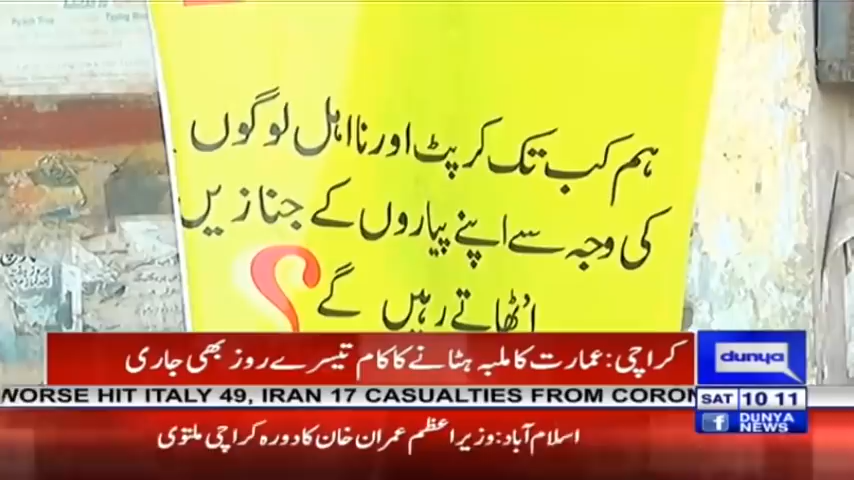 ہم کب تک کرپٹ اور نااہل لوگوں
کی وجہ سے اپنے پیاروں کے جنازیں
اُٹھاتے رہیں گے ؟
کراچی: عمارت کا ملبہ ہٹانے کا کام تیسرے روز بھی جاری
dunya
WORSE HIT ITALY 49, IRAN 17 CASUALTIES FROM CORON
SAT 10 11
f DUNYA NEWS
اسلام آباد: وزیراعظم عمران خان کا دورہ کراچی ملتوی